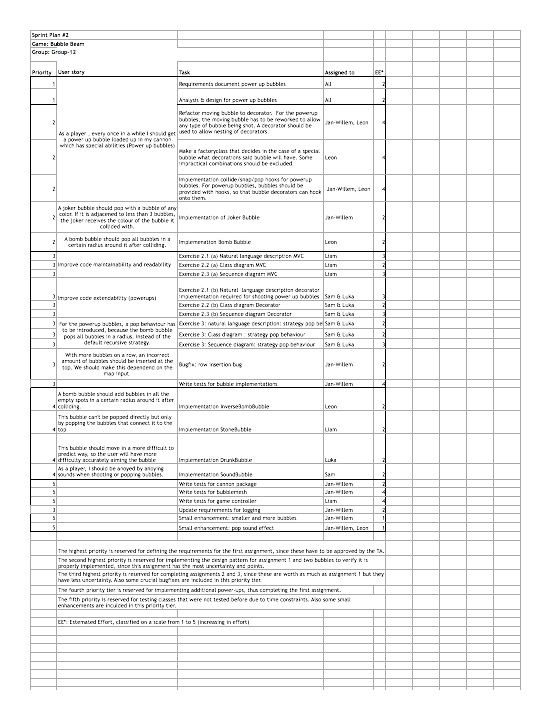 Sprint Plan #2
Game: Bubble Beam
Group: Group-12
Priority User story Task Assigned to EE*
1 Requirements document power up bubbles All 2
1 Analysis & design for power up bubbles All 2
As a player , every once in a while I should get
a power up bubble loaded up in my cannon
which has special abilities (Power up bubbles)
2 Refactor moving bubble to decorator. For the powerup
bubbles, the moving bubble has to be reworked to allow
any type of bubble being shot. A decorator should be
used to allow nesting of decorators. Jan-Willem, Leon 4
2 Make a factoryclass that decides in the case of a special
bubble what decorations said bubble will have. Some
impractical combinations should be excluded. Leon 4
2 Implementation collide/snap/pop hooks for powerup
bubbles. For powerup bubbles, bubbles should be
provided with hooks, so that bubble decorators can hook
onto them. Jan-Willem, Leon 4
A joker bubble should pop with a bubble of any
color. If it is adjacened to less than 3 bubbles,
2 the joker receives the colour of the bubble it
collided with. Implementation of Joker Bubble Jan-Willem 2
2 A bomb bubble should pop all bubbles in a
certain radius around it after colliding. Implemenation Bomb Bubble Leon 2
3 Exercise 2.1 (a) Natural language description MVC Liam 3
3 Improve code maintainability and readability Exercise 2.2 (a) Class diagram MVC Liam 2
3 Exercise 2.3 (a) Sequence diagram MVC Liam 3
3 Improve code extendability (powerups) Exercise 2.1 (b) Natural language description decorator
implementation required for shooting power up bubbles Sam & Luka 3
3 Exercise 2.2 (b) Class diagram Decorator Sam & Luka 2
3 Exercise 2.3 (b) Sequence diagram Decorator Sam & Luka 3
For the powerup bubbles, a pop behaviour has
to be introduced, because the bomb bubble
pops all bubbles in a radius, instead of the
default recursive strategy.
3 Exercise 3: natural language description: strategy pop be Sam & Luka 2
3 Exercise 3: Class diagram : strategy pop behaviour Sam & Luka 2
3 Exercise 3: Sequence diagram: strategy pop behaviour Sam & Luka 3
With more bubbles on a row, an incorrect
amount of bubbles should be inserted at the
3 top. We should make this dependent on the
map input. Bugfix: row insertion bug Jan-Willem 2
3 Write tests for bubble implementations Jan-Willem 4
A bomb bubble should add bubbles in all the
empty spots in a certain radius around it after
4 colliding. Implementation InverseBombBubble Leon 2
This bubble can't be popped directly but only
by popping the bubbles that connect it to the
4 top Implementation StoneBubble Liam 2
This bubble should move in a more difficult to
predict way, so the user will have more
4 difficulty accurately aiming the bubble Implementation DrunkBubble Luka 2
As a player, I should be anoyed by anoying
4 sounds when shooting or popping bubbles. Implementation SoundBubble Sam 2
5 Write tests for cannon package Jan-Willem 2
5 Write tests for bubblemesh Jan-Willem 4
5 Write tests for game controller Liam 4
3 Update requirements for logging Jan-Willem 2
5 Small enhancement: smaller and more bubbles Jan-Willem 1
5 Small enhancement: pop sound effect Jan-Willem, Leon 1
The highest priority is reserved for defining the requirements for the first assignment, since these have to be approved by the TA.
The second highest priority is reserved for implementing the design pattern for assignment 1 and two bubbles to verify it is
properly implemented, since this assignment has the most uncertainty and points.
The third highest priority is reserved for completing assignments 2 and 3, since these are worth as much as assignment 1 but they
have less uncertainty. Also some crucial bugfixes are included in this priority tier.
The fourth priority tier is reserved for implementing additional power-ups, thus completing the first assignment.
The fifth priority is reserved for testing classes that were not tested before due to time constraints. Also some small
enhancements are inculded in this priority tier.
EE*: Estemated Effort, classified on a scale from 1 to 5 (increasing in effort)